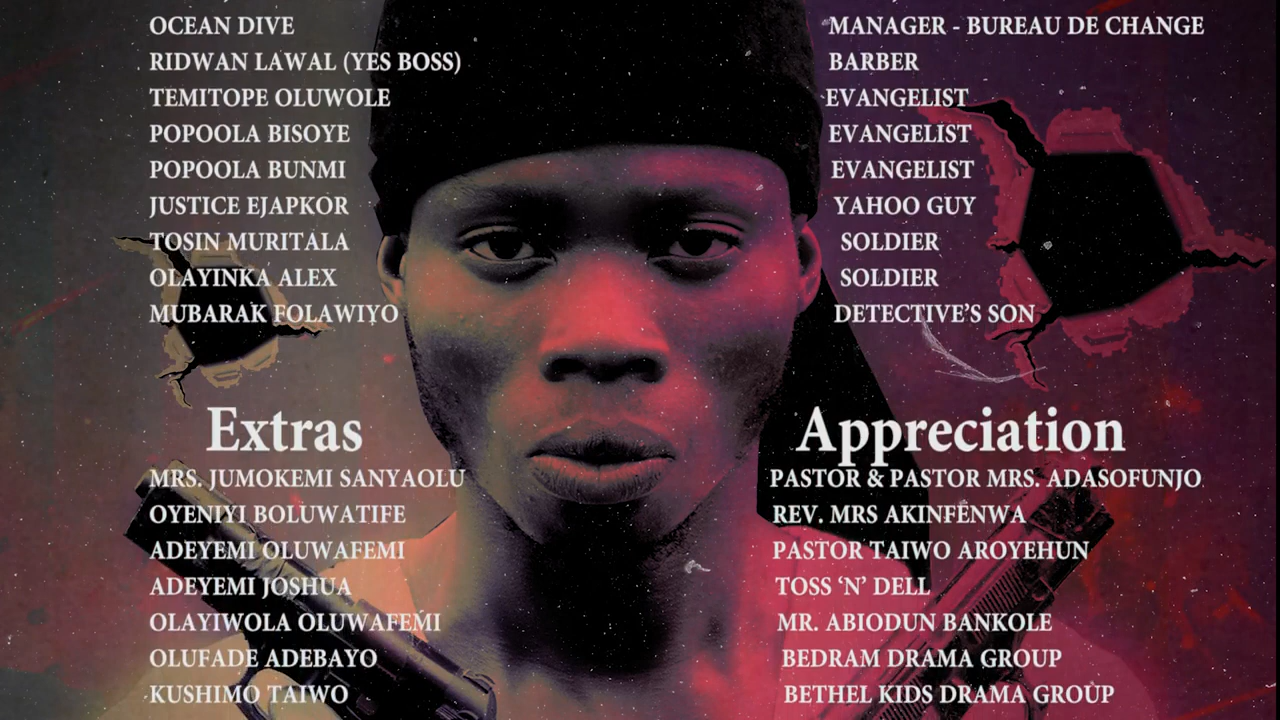 OCEAN DIVE MANAGER - BUREAU DE CHANGE
RIDWAN LAWAL (YES BOSS) BARBER
TEMITOPE OLUWOLE EVANGELIST
POPOOLA BISOYE EVANGELIST
POPOOLA BUNMI EVANGELIST
JUSTICE EJAPKOR YAHOO GUY
TOSIN MURITALA SOLDIER
OLAYINKA ALEX SOLDIER
MUBARAK FOLAWIYO DETECTIVE'S SON
Extras
MRS. JUMOKEMI SANYAOLU
OYENIYI BOLUWATIFE
ADEYEMI OLUWAFEMI
ADEYEMI JOSHUA
OLAYIWOLA OLUWAFEMI
OLUFADE ADEBAYO
KUSHIMO TAIWO
Appreciation
PASTOR & PASTOR MRS. ADASOFUNJO
REV. MRS AKINFENWA
PASTOR TAIWO AROYEHUN
TOSS ‘N’ DELL
MR. ABIODUN BANKOLE
BEDRAM DRAMA GROUP
BETHEL KIDS DRAMA GROUP